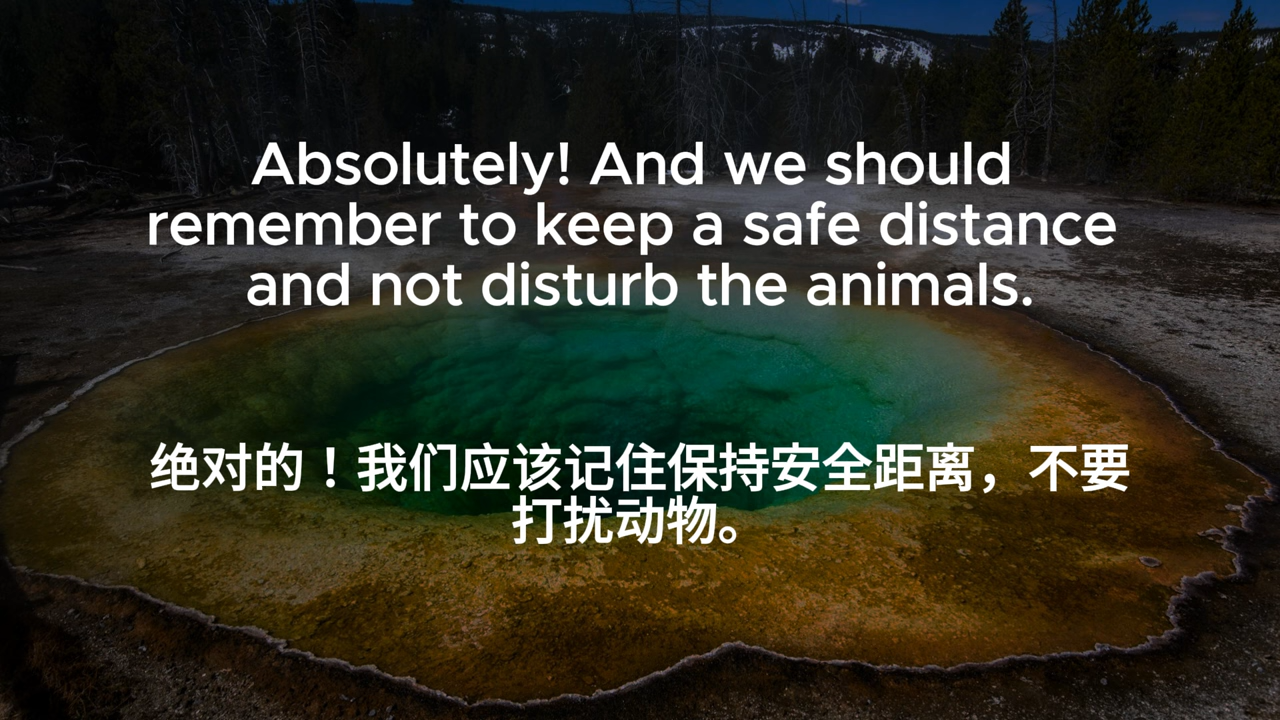 Absolutely! And we should
remember to keep a safe distance
and not disturb the animals.
绝对的！我们应该记住保持安全距离，不要
打扰动物。